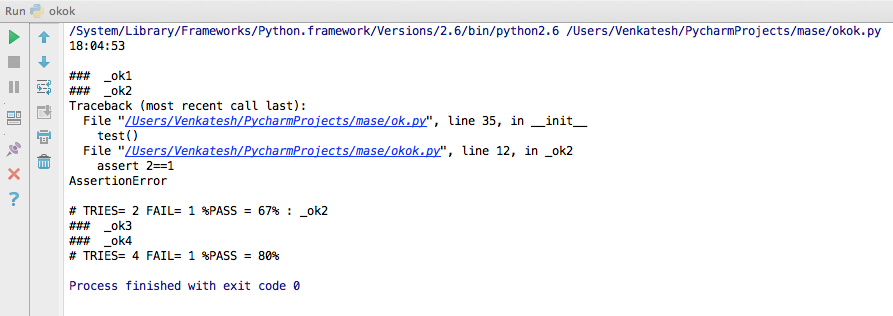 Run okok
/System/Library/Frameworks/Python.framework/Versions/2.6/bin/python2.6 /Users/Venkatesh/PycharmProjects/mase/okok.py
18:04:53
###  _ok1
###  _ok2
Traceback (most recent call last):
  File "/Users/Venkatesh/PycharmProjects/mase/ok.py", line 35, in __init__
    test()
  File "/Users/Venkatesh/PycharmProjects/mase/okok.py", line 12, in _ok2
    assert 2==1
AssertionError
# TRIES= 2 FAIL= 1 %PASS = 67% : _ok2
###  _ok3
###  _ok4
# TRIES= 4 FAIL= 1 %PASS = 80%
Process finished with exit code 0